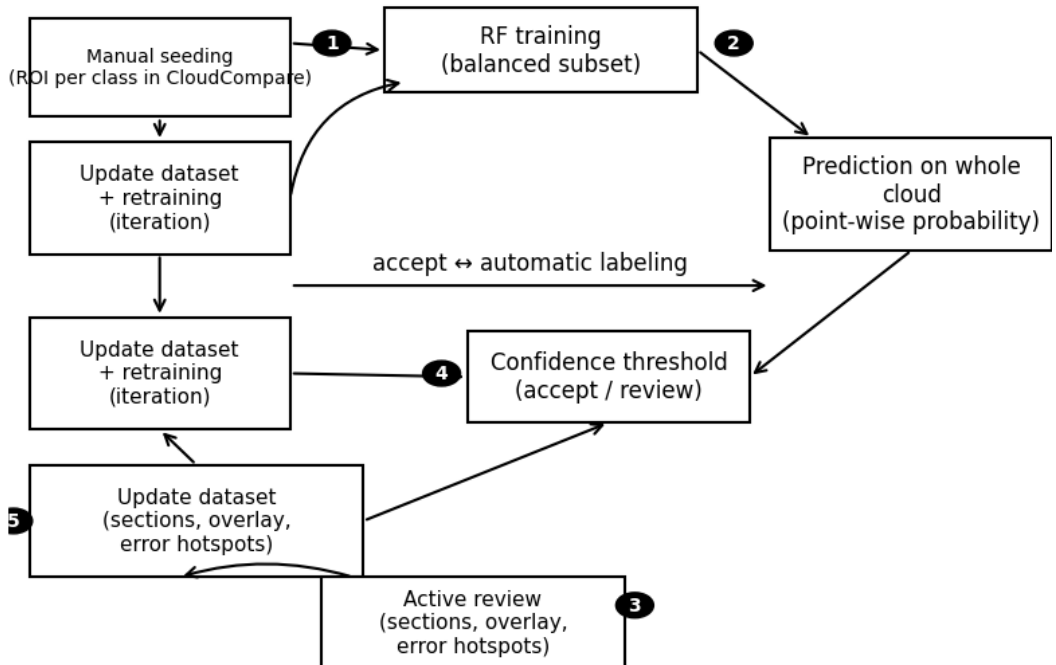 Manual seeding
(ROI per class in CloudCompare)
1
RF training
(balanced subset)
2
Update dataset
+ retraining
(iteration)
Prediction on whole
cloud
(point-wise probability)
accept ↔ automatic labeling
Update dataset
+ retraining
(iteration)
4
Confidence threshold
(accept / review)
5
Update dataset
(sections, overlay,
error hotspots)
Active review
(sections, overlay,
error hotspots)
3